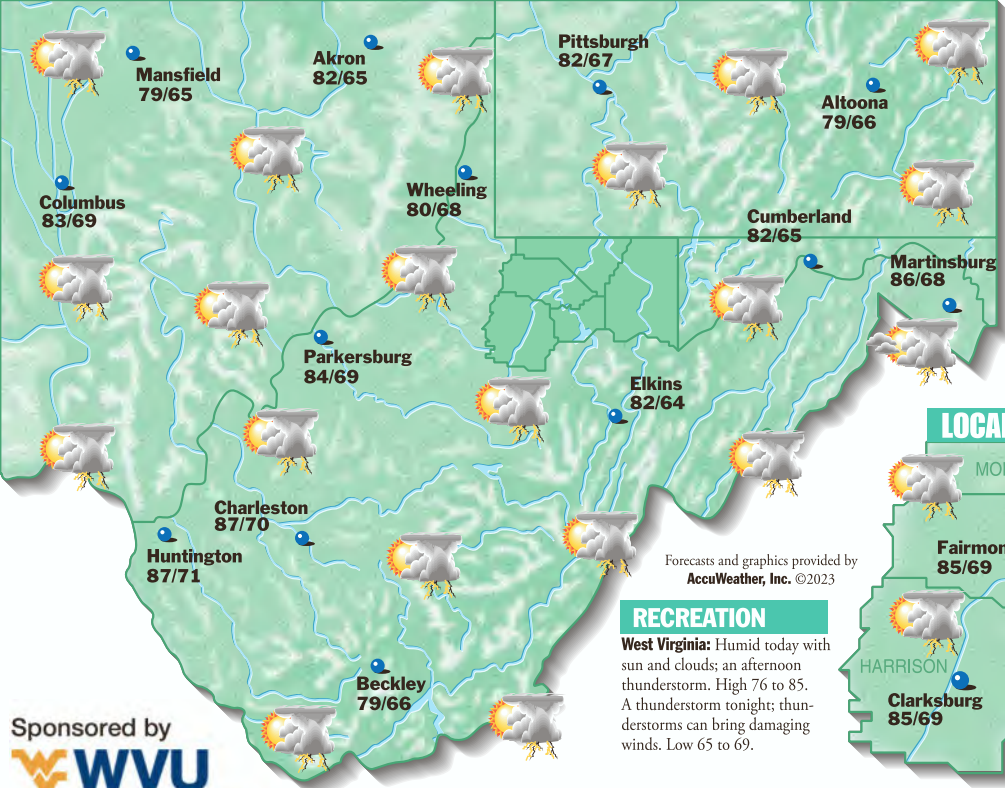 Mansfield
79/65
Akron
82/65
Pittsburgh
82/67
Altoona
79/66
Columbus
83/69
Wheeling
80/68
Cumberland
82/65
Martinsburg
86/68
Parkersburg
84/69
Elkins
82/64
Charleston
87/70
Huntington
87/71
Beckley
79/66
Forecasts and graphics provided by
AccuWeather, Inc. ©2023
RECREATION
West Virginia: Humid today with
sun and clouds; an afternoon
thunderstorm. High 76 to 85.
A thunderstorm tonight; thun-
derstorms can bring damaging
winds. Low 65 to 69.
LOCA
MO
Fairmon
85/69
HARRISON
Clarksburg
85/69
Sponsored by
WVU